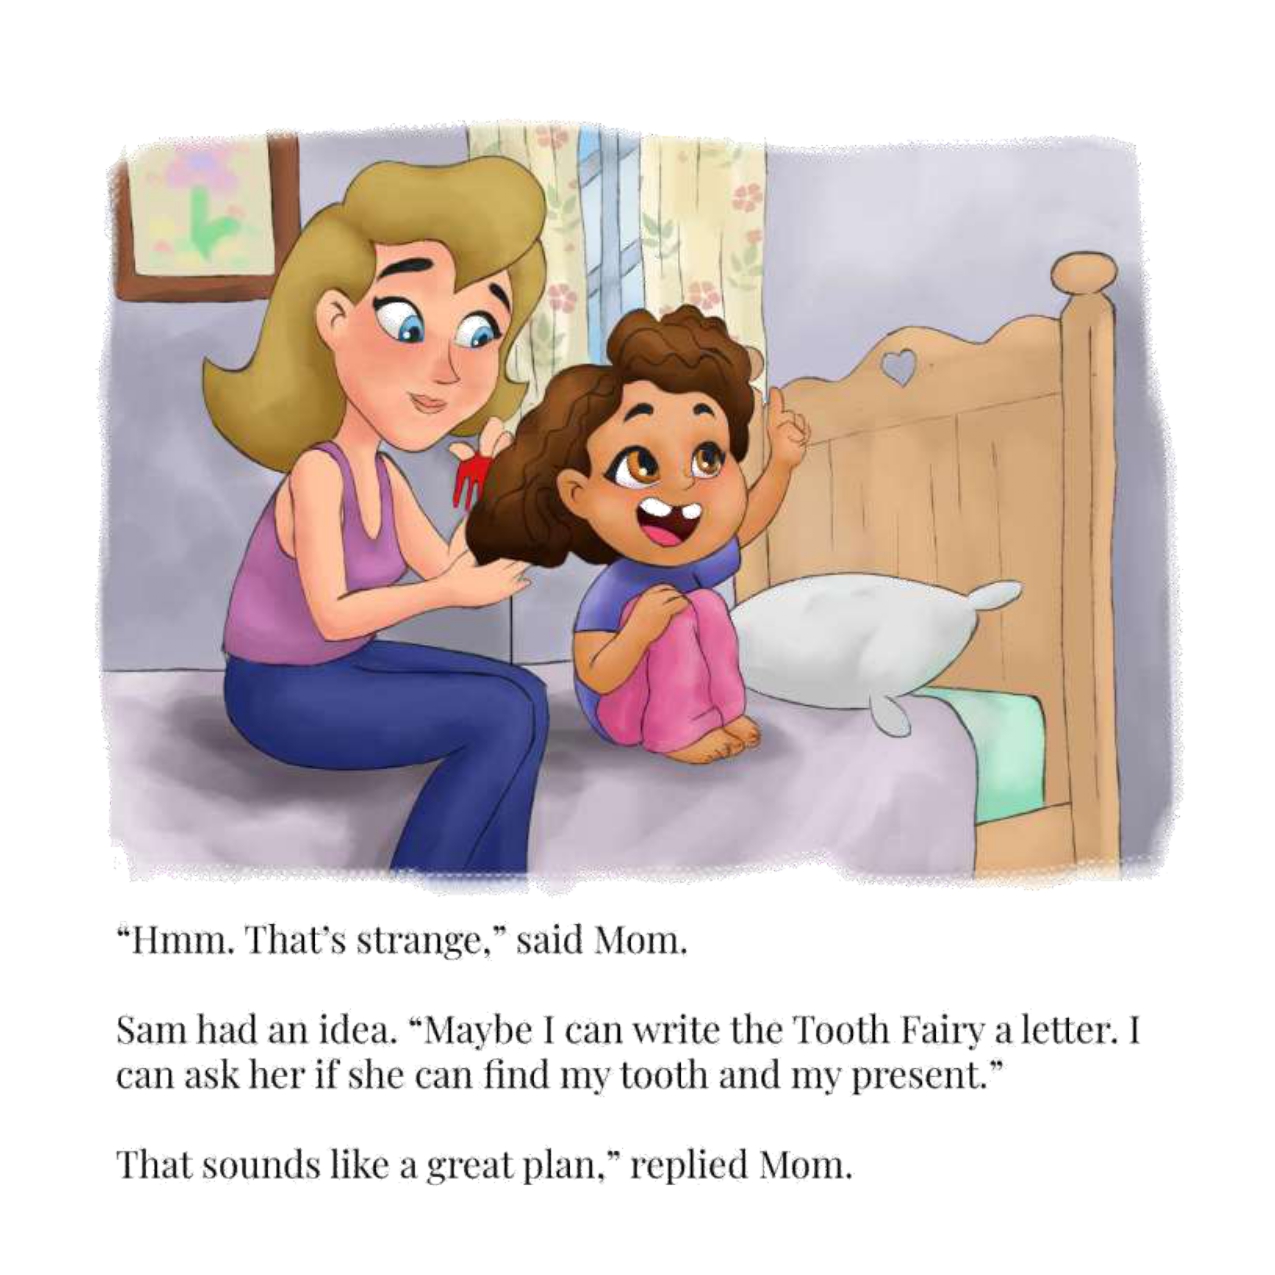 “Hmm. That’s strange,” said Mom.
Sam had an idea. “Maybe I can write the Tooth Fairy a letter. I
can ask her if she can find my tooth and my present.”
That sounds like a great plan,” replied Mom.